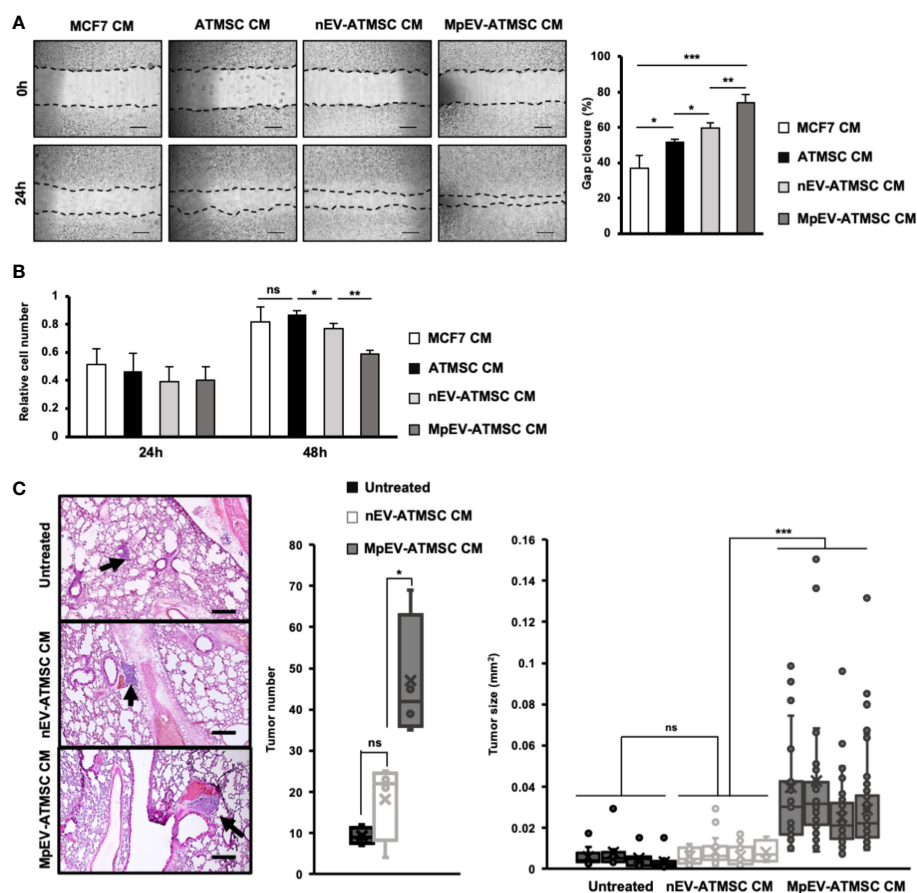 A
MCF7 CM
ATMSC CM
nEV-ATMSC CM
MpEV-ATMSC CM
0h
24h
Gap closure (%)
100
80
60
40
20
0
***
*
*
**
MCF7 CM
ATMSC CM
nEV-ATMSC CM
MpEV-ATMSC CM
B
Relative cell number
1
0.8
0.6
0.4
0.2
0
ns
*
**
24h
48h
MCF7 CM
ATMSC CM
nEV-ATMSC CM
MpEV-ATMSC CM
C
Untreated
nEV-ATMSC CM
MpEV-ATMSC CM
Untreated
nEV-ATMSC CM
MpEV-ATMSC CM
Tumor number
80
70
60
50
40
30
20
10
0
ns
*
Tumor size (mm²)
0.16
0.14
0.12
0.1
0.08
0.06
0.04
0.02
0
ns
***
Untreated
nEV-ATMSC CM
MpEV-ATMSC CM